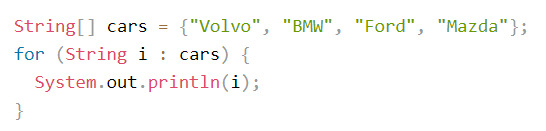 String[] cars = {"Volvo", "BMW", "Ford", "Mazda"};
for (String i : cars) {
  System.out.println(i);
}